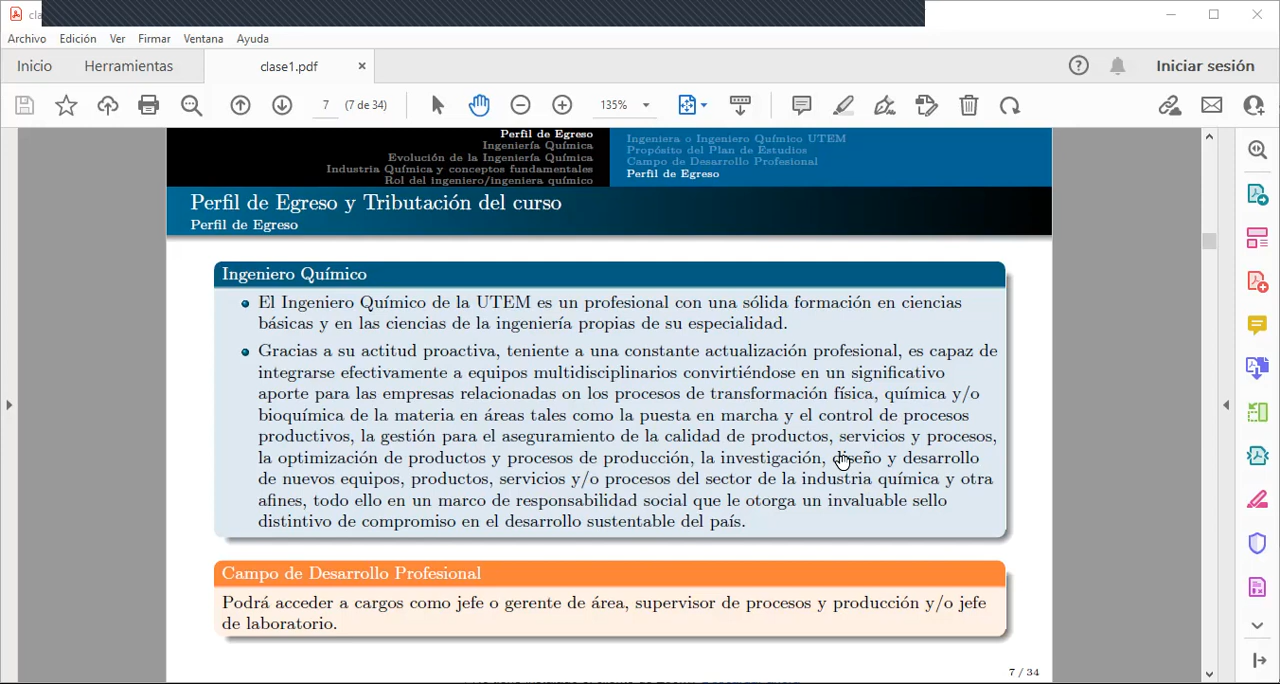 cla
Archivo Edición Ver Firmar Ventana Ayuda
Inicio Herramientas clase1.pdf × Iniciar sesión
7 (7 de 34) 135%
Perfil de Egreso
Ingeniería Química
Evolución de la Ingeniería Química
Industria Química y conceptos fundamentales
Rol del ingeniero/ingeniera químico
Ingeniera o Ingeniero Químico UTEM
Propósito del Plan de Estudios
Campo de Desarrollo Profesional
Perfil de Egreso
Perfil de Egreso y Tributación del curso
Perfil de Egreso
Ingeniero Químico
El Ingeniero Químico de la UTEM es un profesional con una sólida formación en ciencias
básicas y en las ciencias de la ingeniería propias de su especialidad.
Gracias a su actitud proactiva, teniente a una constante actualización profesional, es capaz de
integrarse efectivamente a equipos multidisciplinarios convirtiéndose en un significativo
aporte para las empresas relacionadas on los procesos de transformación física, química y/o
bioquímica de la materia en áreas tales como la puesta en marcha y el control de procesos
productivos, la gestión para el aseguramiento de la calidad de productos, servicios y procesos,
la optimización de productos y procesos de producción, la investigación, diseño y desarrollo
de nuevos equipos, productos, servicios y/o procesos del sector de la industria química y otra
afines, todo ello en un marco de responsabilidad social que le otorga un invaluable sello
distintivo de compromiso en el desarrollo sustentable del país.
Campo de Desarrollo Profesional
Podrá acceder a cargos como jefe o gerente de área, supervisor de procesos y producción y/o jefe
de laboratorio.
7 / 34